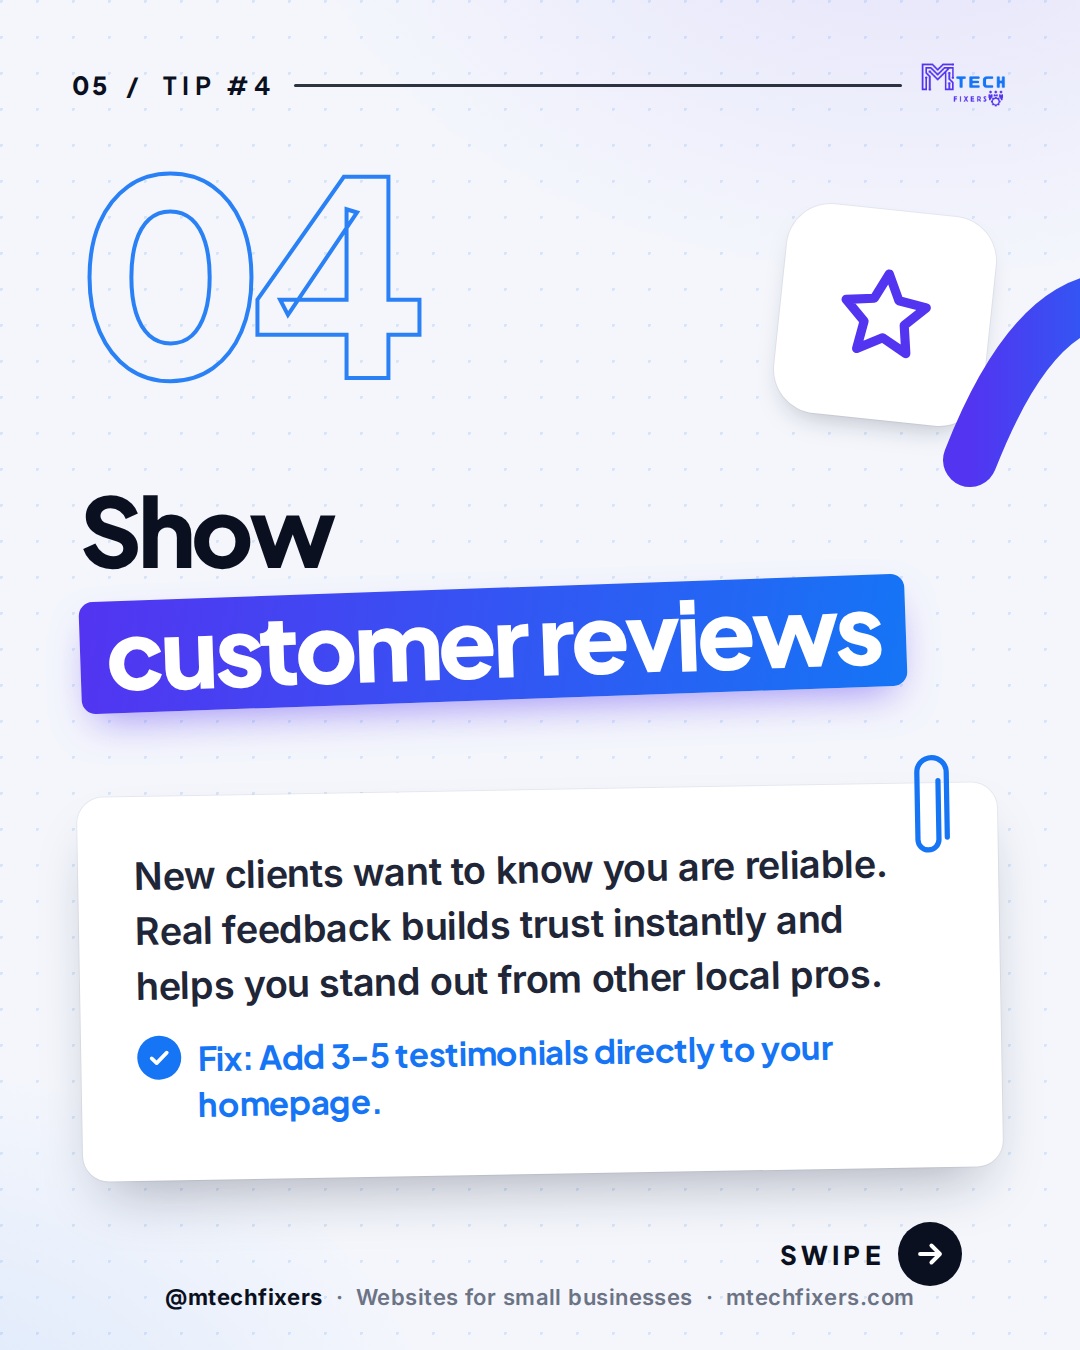 05 / TIP #4
MTECH
FIXERS
04
Show
customer reviews
New clients want to know you are reliable.
Real feedback builds trust instantly and
helps you stand out from other local pros.
Fix: Add 3-5 testimonials directly to your
homepage.
SWIPE
@mtechfixers · Websites for small businesses · mtechfixers.com